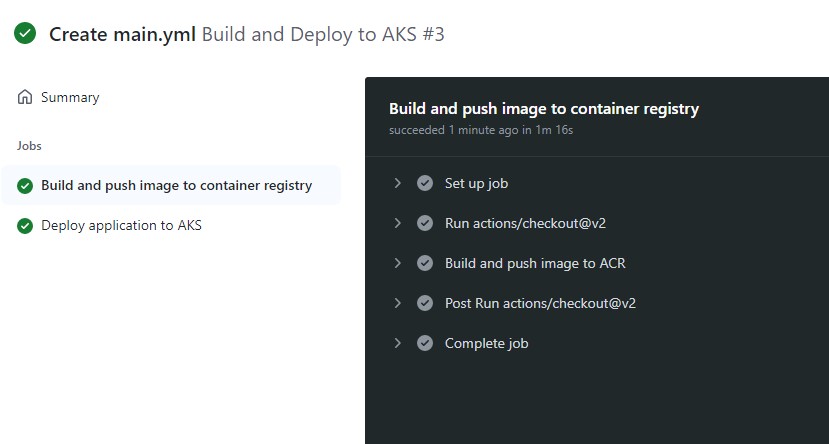 Create main.yml Build and Deploy to AKS #3
Summary
Jobs
Build and push image to container registry
Deploy application to AKS
Build and push image to container registry
succeeded 1 minute ago in 1m 16s
Set up job
Run actions/checkout@v2
Build and push image to ACR
Post Run actions/checkout@v2
Complete job